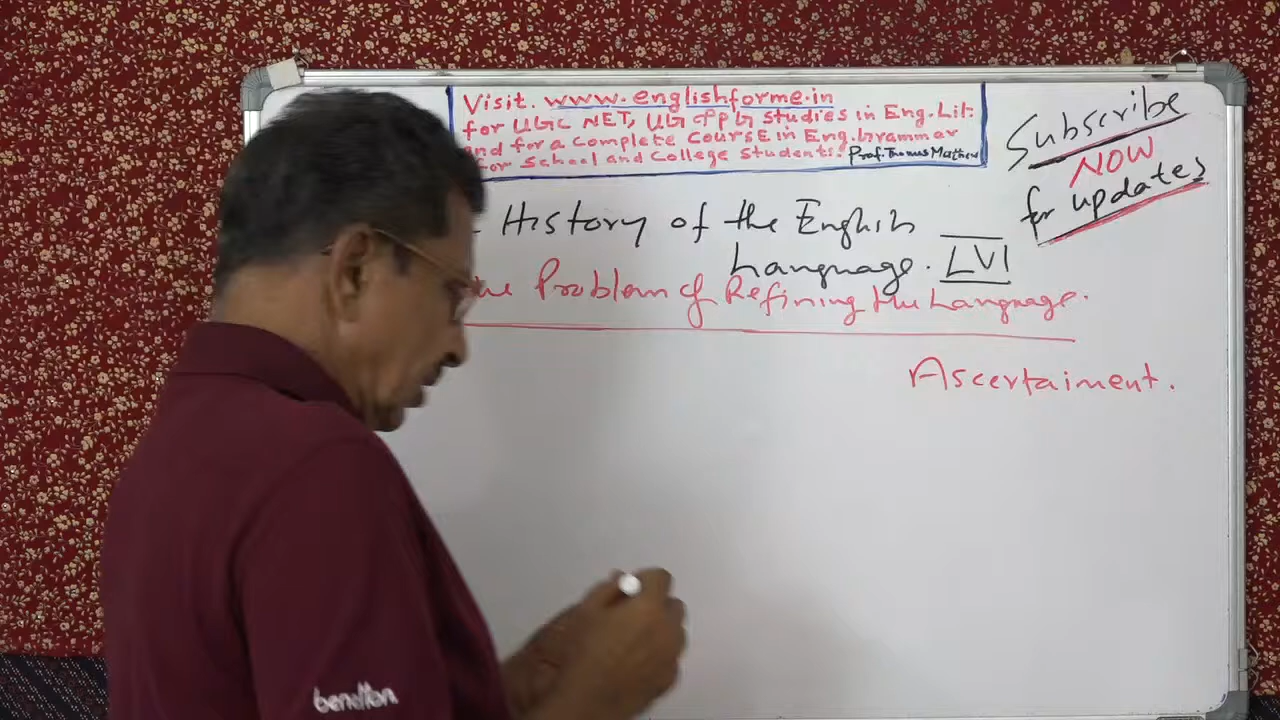 Visit. www.englishforme.in
for UGC NET, UG & PG Studies in Eng. Lit:
and for a Complete Course in Eng. Grammar
for School and College Students. Prof. Thomas Mathew
Subscribe
NOW
for updates
History of the English
Language. LVI
the Problem of Refining the Language.
Ascertaiment.
benetton.